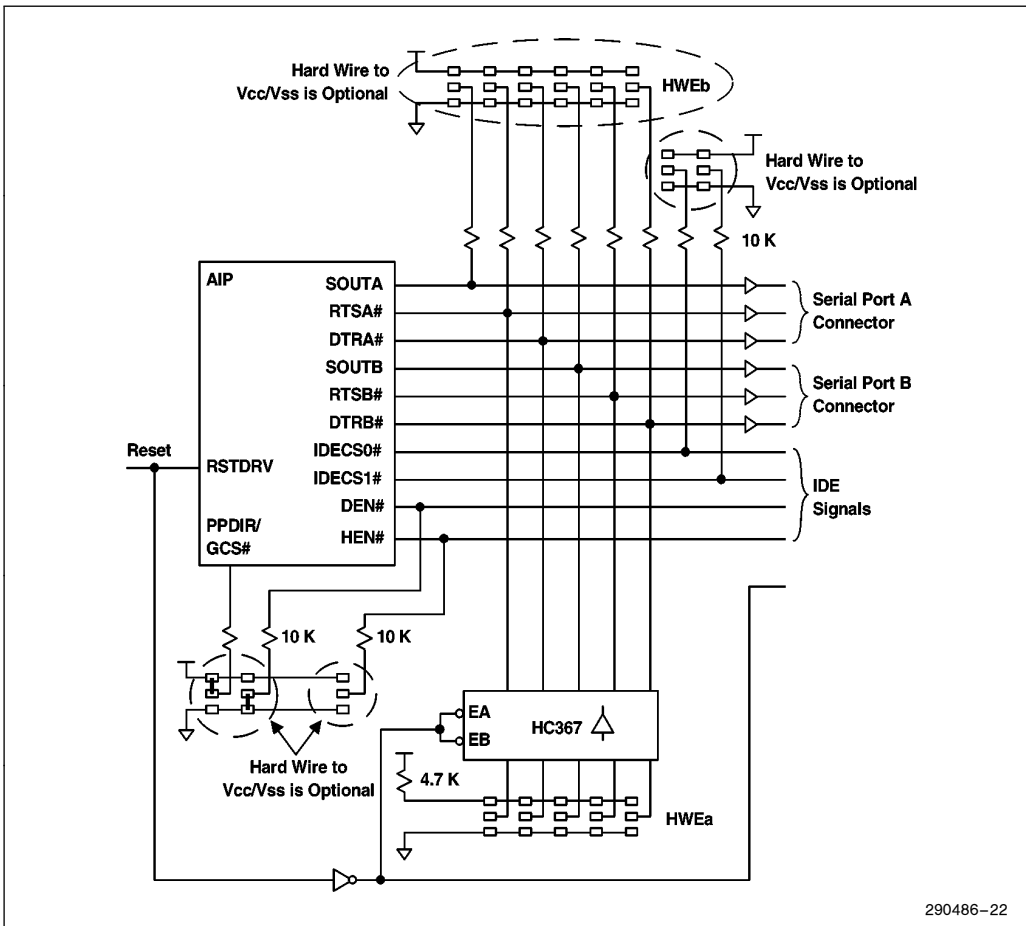 Hard Wire to
Vcc/Vss is Optional
HWEb
Hard Wire to
Vcc/Vss is Optional
10 K
AIP
SOUTA
RTSA#
DTRA#
SOUTB
RTSB#
DTRB#
IDECS0#
IDECS1#
DEN#
HEN#
RSTDRV
PPDIR/
GCS#
Reset
Serial Port A
Connector
Serial Port B
Connector
IDE
Signals
10 K
10 K
Hard Wire to
Vcc/Vss is Optional
EA
EB
HC367
4.7 K
HWEa
290486-22